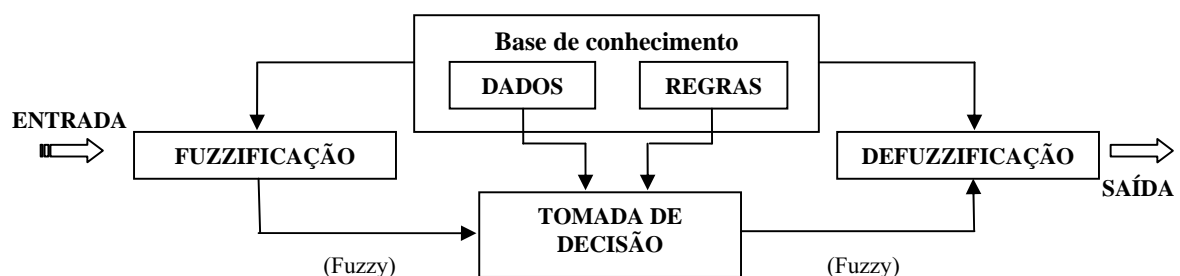 Base de conhecimento
DADOS
REGRAS
ENTRADA
FUZZIFICAÇÃO
DEFUZZIFICAÇÃO
SAÍDA
TOMADA DE
DECISÃO
(Fuzzy)
(Fuzzy)